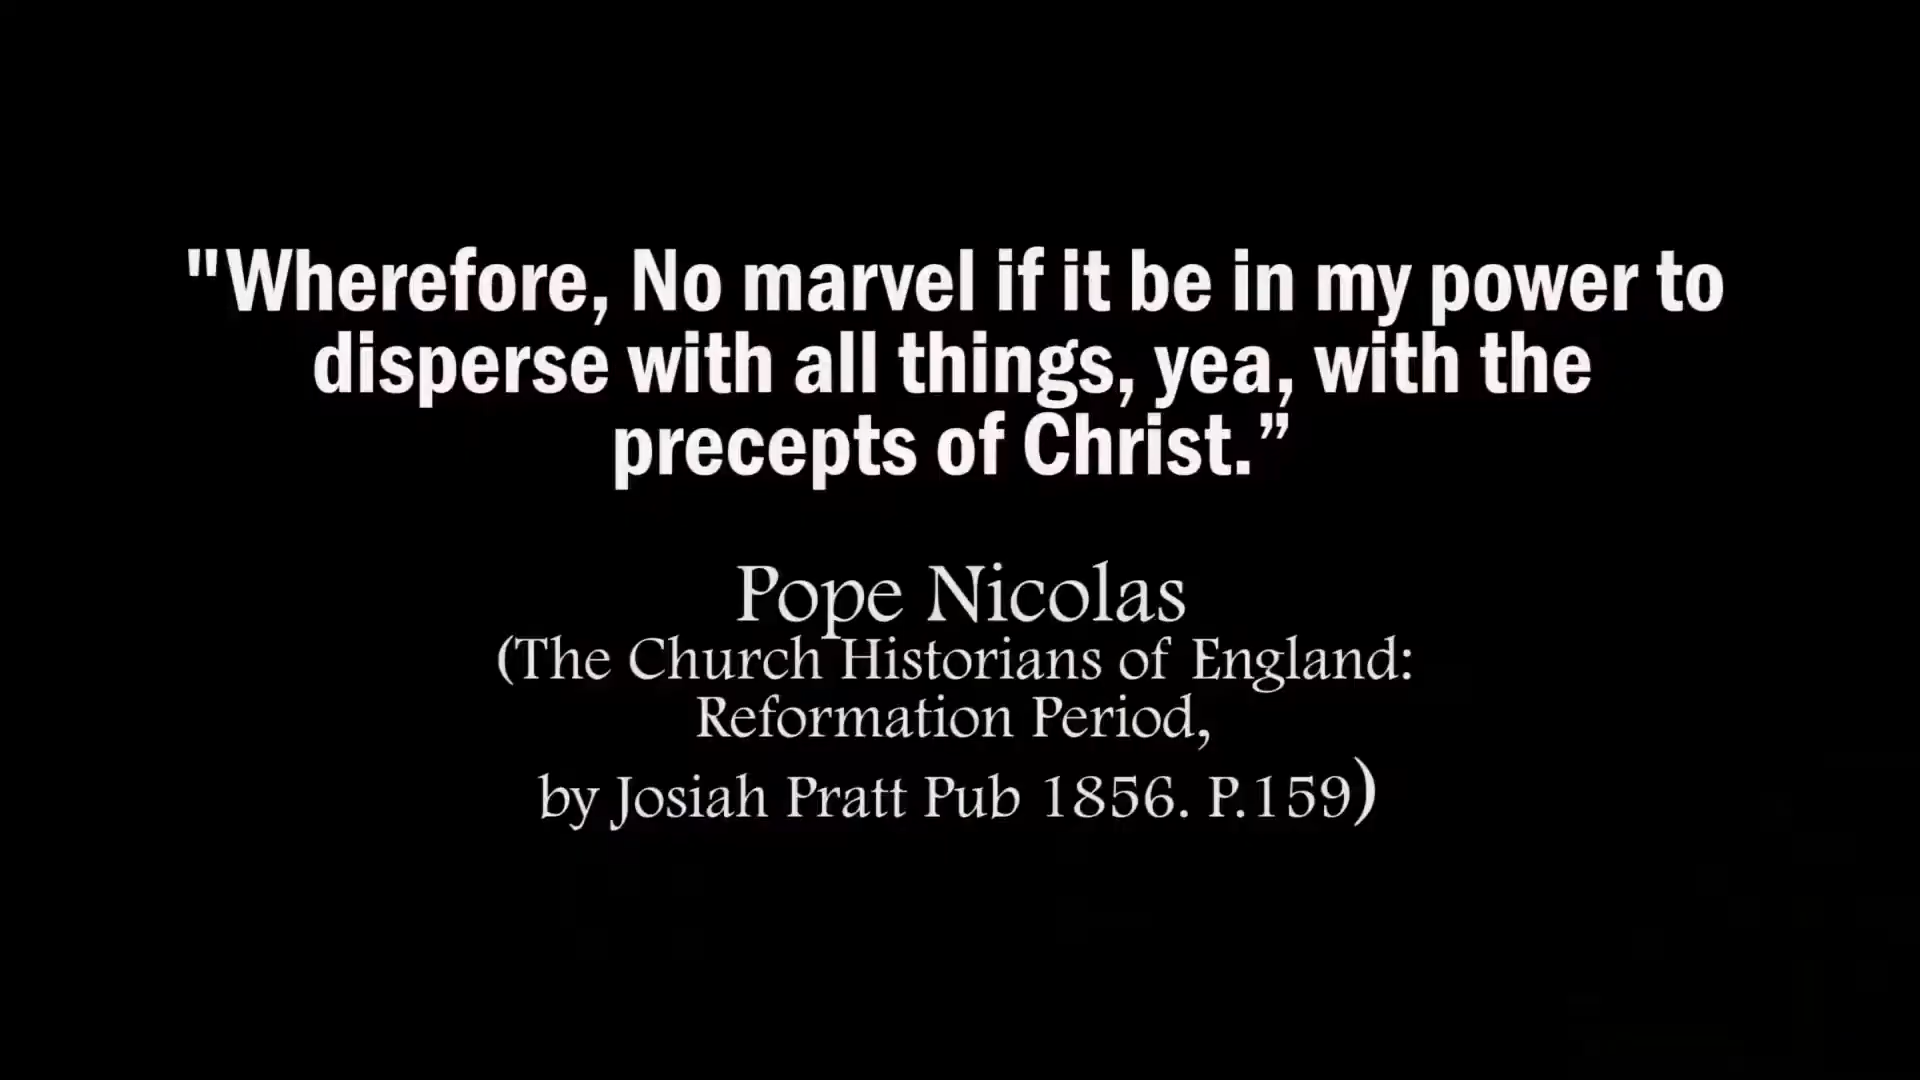 "Wherefore, No marvel if it be in my power to
disperse with all things, yea, with the
precepts of Christ.”
Pope Nicolas
(The Church Historians of England:
Reformation Period,
by Josiah Pratt Pub 1856. P.159)